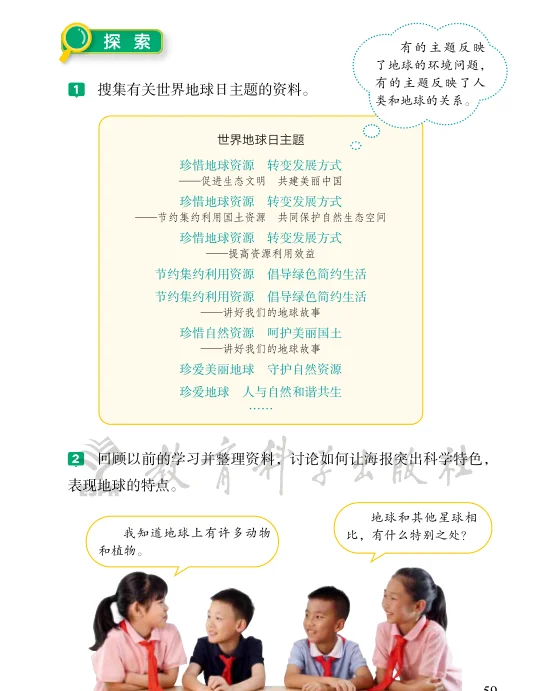 探索
有的主题反映
了地球的环境问题，
有的主题反映了人
类和地球的关系。
1 搜集有关世界地球日主题的资料。
世界地球日主题
珍惜地球资源 转变发展方式
——促进生态文明 共建美丽中国
珍惜地球资源 转变发展方式
——节约集约利用国土资源 共同保护自然生态空间
珍惜地球资源 转变发展方式
——提高资源利用效益
节约集约利用资源 倡导绿色简约生活
节约集约利用资源 倡导绿色简约生活
——讲好我们的地球故事
珍惜自然资源 呵护美丽国土
——讲好我们的地球故事
珍爱美丽地球 守护自然资源
珍爱地球 人与自然和谐共生
……
2 回顾以前的学习并整理资料，讨论如何让海报突出科学特色，
表现地球的特点。
教育科学出版社
我知道地球上有许多动物
和植物。
地球和其他星球相
比，有什么特别之处？
59